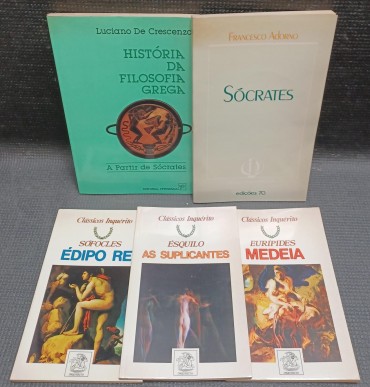 Luciano De Crescenzo
HISTÓRIA
DA
FILOSOFIA
GREGA
A Partir de Sócrates
FRANCESCO ADORNO
SÓCRATES
edições 70
Clássicos Inquérito
SÓFOCLES
ÉDIPO REI
Clássicos Inquérito
ÉSQUILO
AS SUPLICANTES
Clássicos Inquérito
EURÍPIDES
MEDEIA